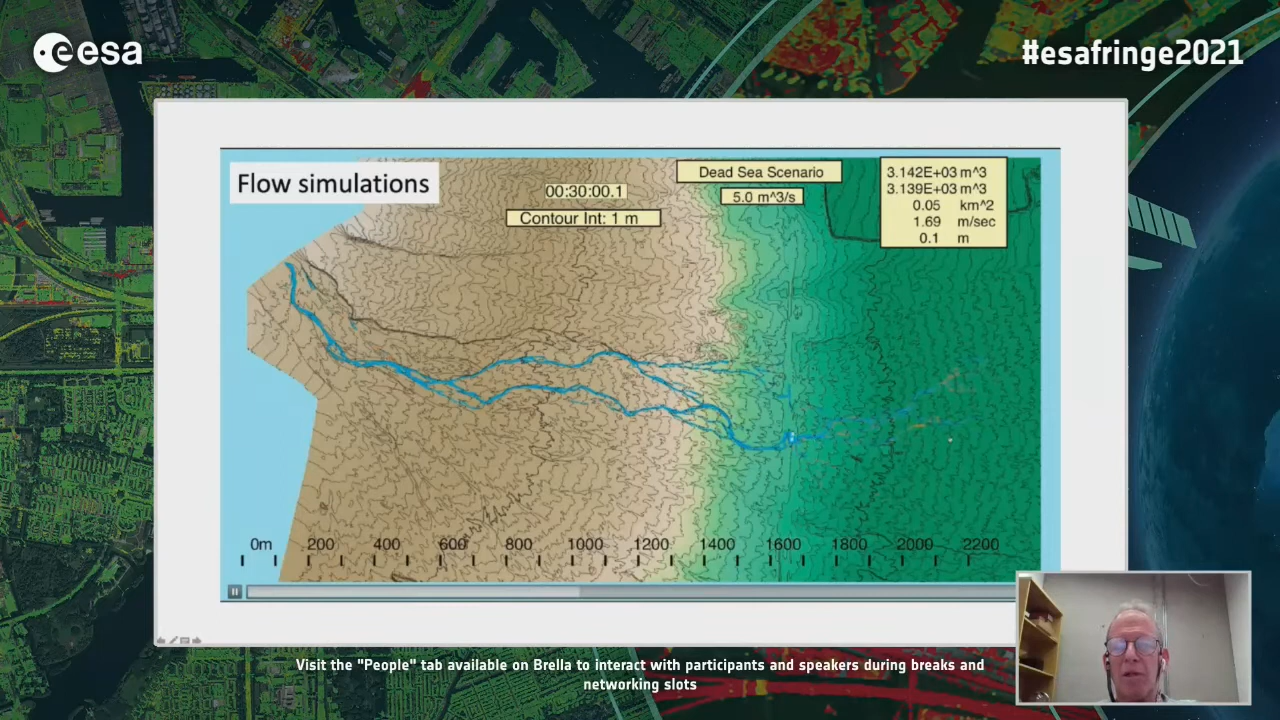 esa
#esafringe2021
Flow simulations
00:30:00.1
Contour Int: 1 m
Dead Sea Scenario
5.0 m^3/s
3.142E+03 m^3
3.139E+03 m^3
0.05 km^2
1.69 m/sec
0.1 m
0m 200 400 600 800 1000 1200 1400 1600 1800 2000 2200
Visit the "People" tab available on Brella to interact with participants and speakers during breaks and
networking slots